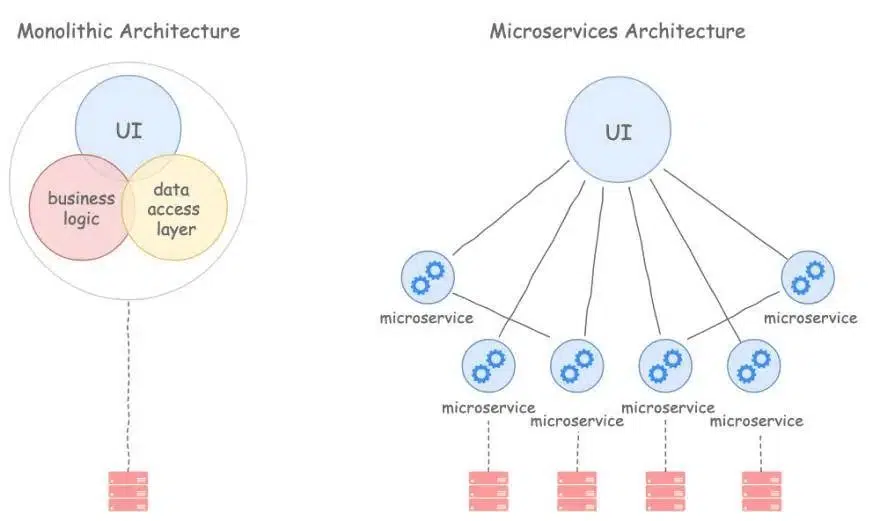 Monolithic Architecture
Microservices Architecture
UI
business
logic
data
access
layer
UI
microservice
microservice
microservice
microservice
microservice
microservice